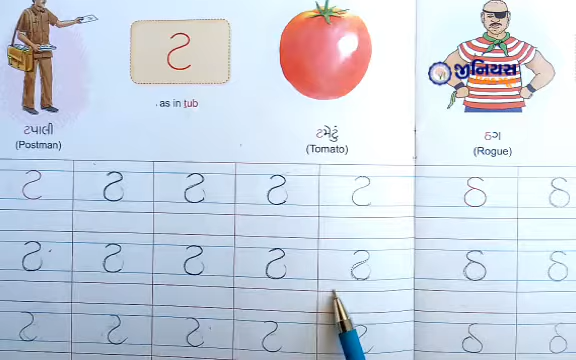 ટ
as in tub
ટપાલી
(Postman)
ટમેટું
(Tomato)
જીનિયસ
ઠગ
(Rogue)
ટ ટ ટ ટ ટ ઠ ઠ
ટ ટ ટ ટ ટ ઠ ઠ
ટ ટ ટ ટ ટ ઠ ઠ